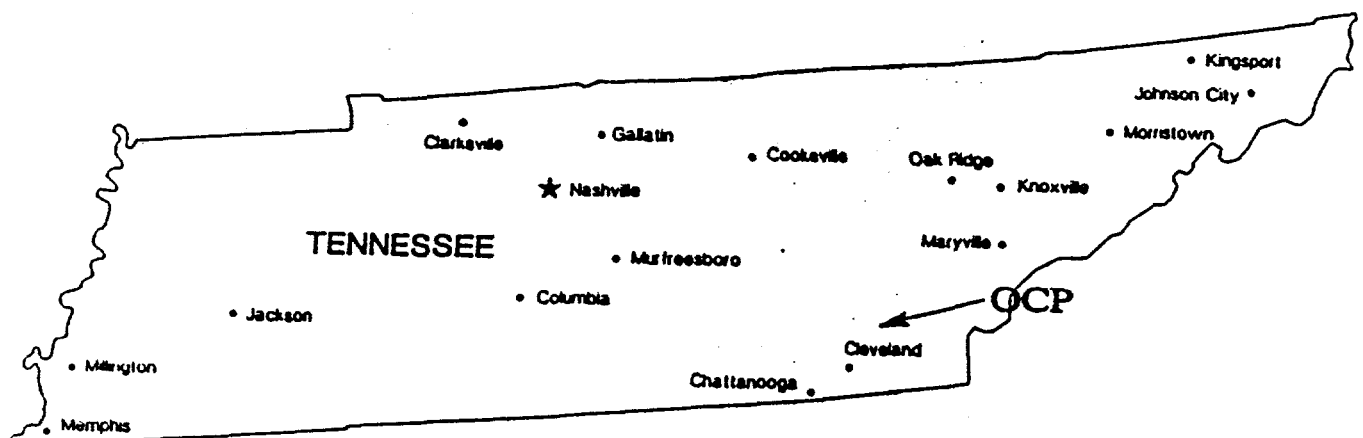 Kingsport
Johnson City
Morristown
Clarksville
Gallatin
Cookeville
Oak Ridge
Knoxville
Nashville
TENNESSEE
Maryville
Murfreesboro
Columbia
OCP
Jackson
Cleveland
Millington
Chattanooga
Memphis